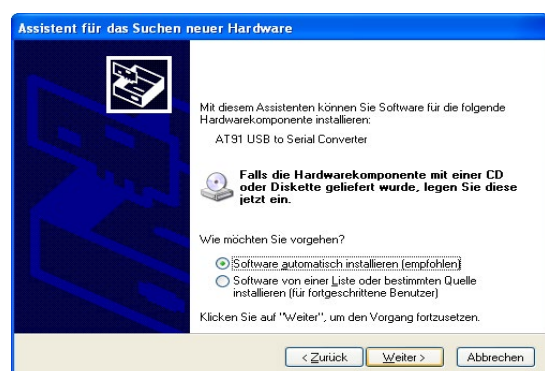 Assistent für das Suchen neuer Hardware
Mit diesem Assistenten können Sie Software für die folgende
Hardwarekomponente installieren:
AT91 USB to Serial Converter
Falls die Hardwarekomponente mit einer CD
oder Diskette geliefert wurde, legen Sie diese
jetzt ein.
Wie möchten Sie vorgehen?
Software automatisch installieren (empfohlen)
Software von einer Liste oder bestimmten Quelle
installieren (für fortgeschrittene Benutzer)
Klicken Sie auf "Weiter", um den Vorgang fortzusetzen.
< Zurück Weiter > Abbrechen